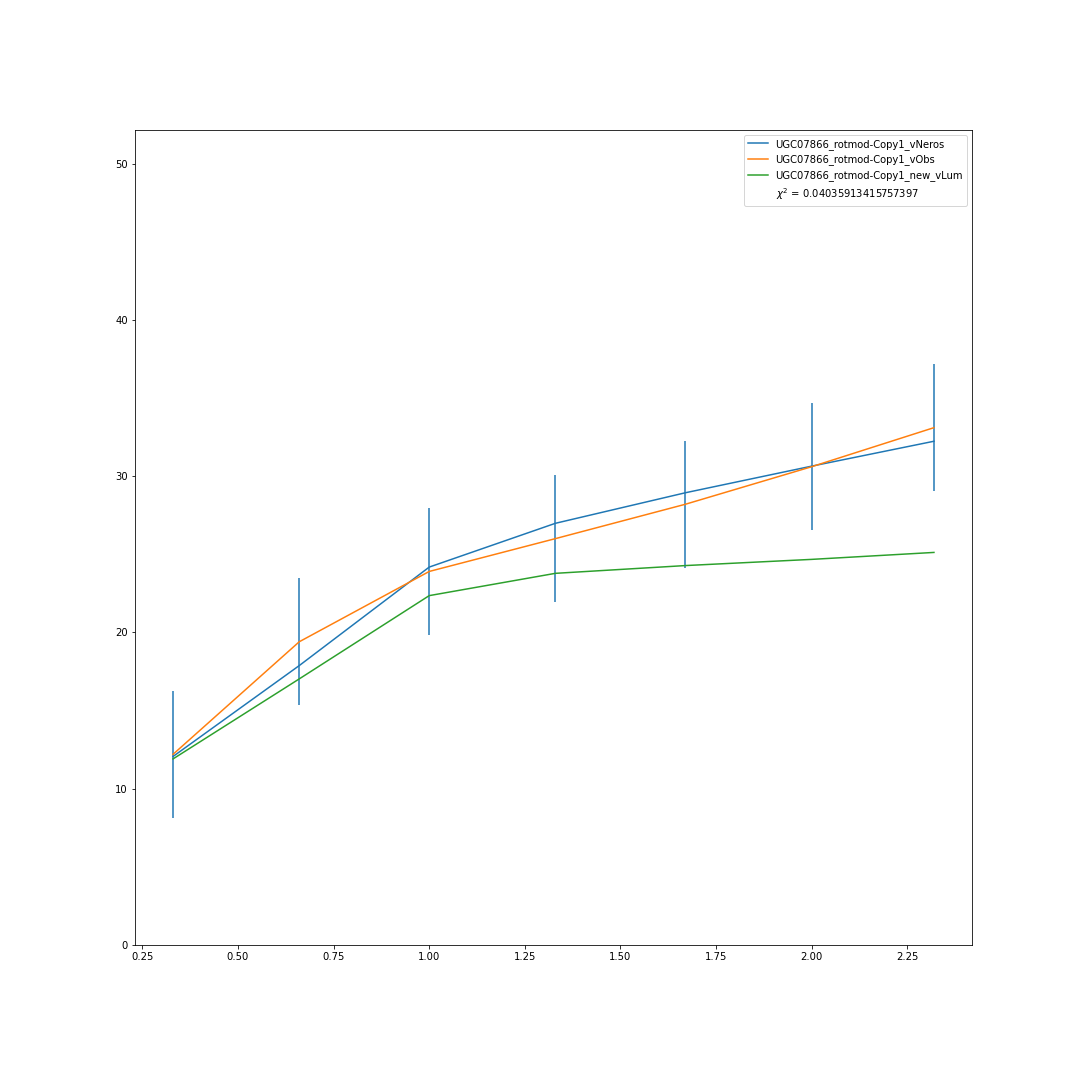 UGC07866_rotmod-Copy1_vNeros
UGC07866_rotmod-Copy1_vObs
UGC07866_rotmod-Copy1_new_vLum
χ² = 0.04035913415757397
50
40
30
20
10
0
0.25 0.50 0.75 1.00 1.25 1.50 1.75 2.00 2.25